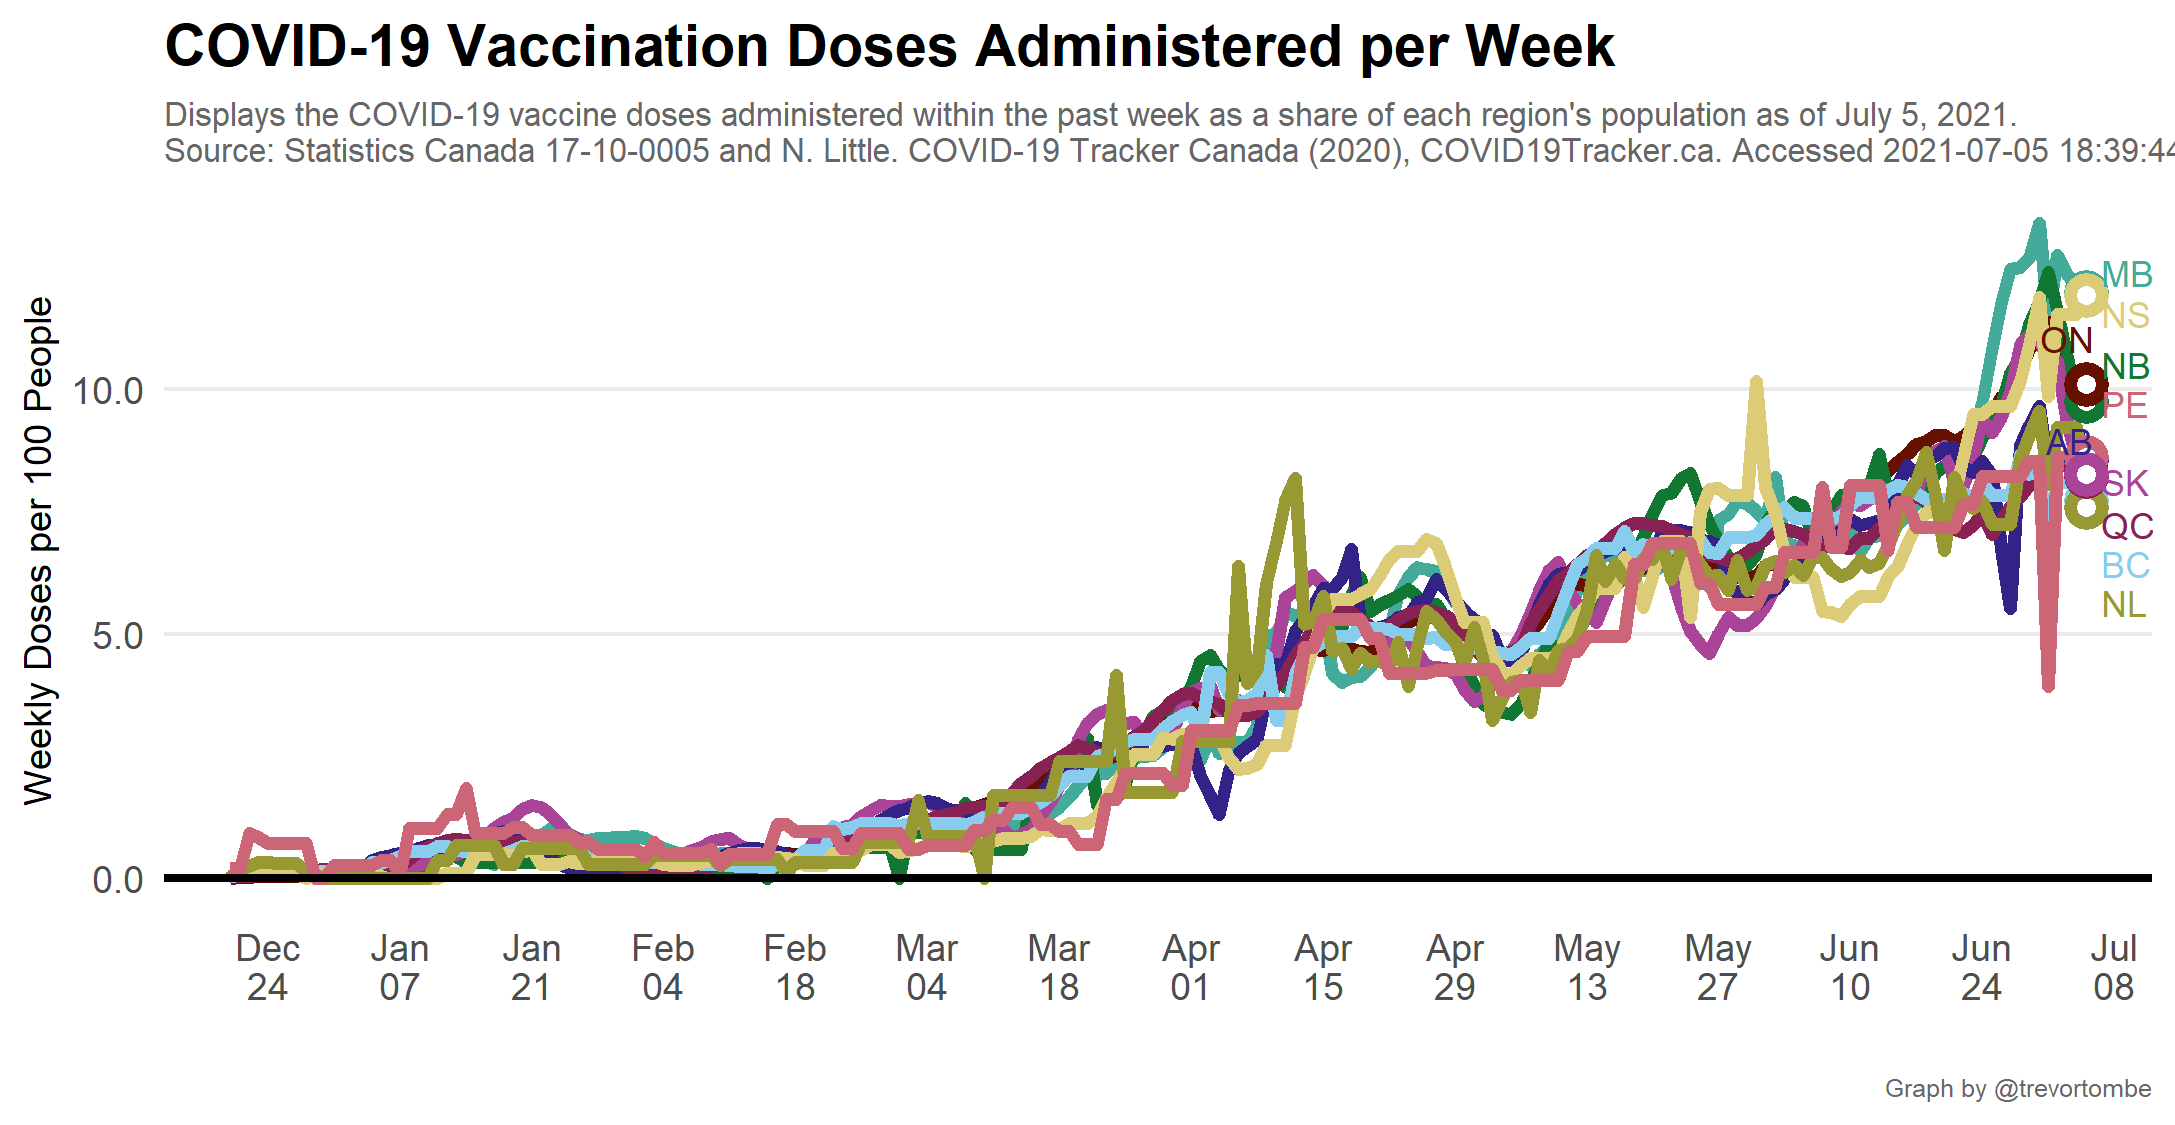 COVID-19 Vaccination Doses Administered per Week
Displays the COVID-19 vaccine doses administered within the past week as a share of each region's population as of July 5, 2021.
Source: Statistics Canada 17-10-0005 and N. Little. COVID-19 Tracker Canada (2020), COVID19Tracker.ca. Accessed 2021-07-05 18:39:44
Weekly Doses per 100 People
10.0
5.0
0.0
MB
NS
ON
NB
PE
AB
SK
QC
BC
NL
Dec 24
Jan 07
Jan 21
Feb 04
Feb 18
Mar 04
Mar 18
Apr 01
Apr 15
Apr 29
May 13
May 27
Jun 10
Jun 24
Jul 08
Graph by @trevortombe